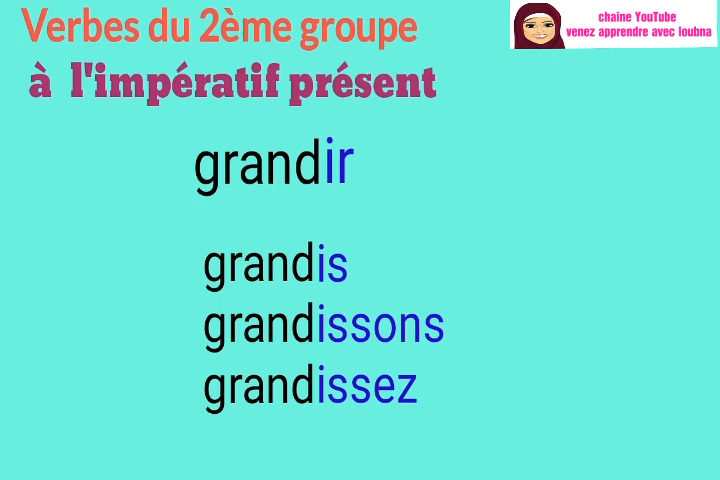 Verbes du 2ème groupe
à l'impératif présent
chaine YouTube
venez apprendre avec loubna
grandir
grandis
grandissons
grandissez